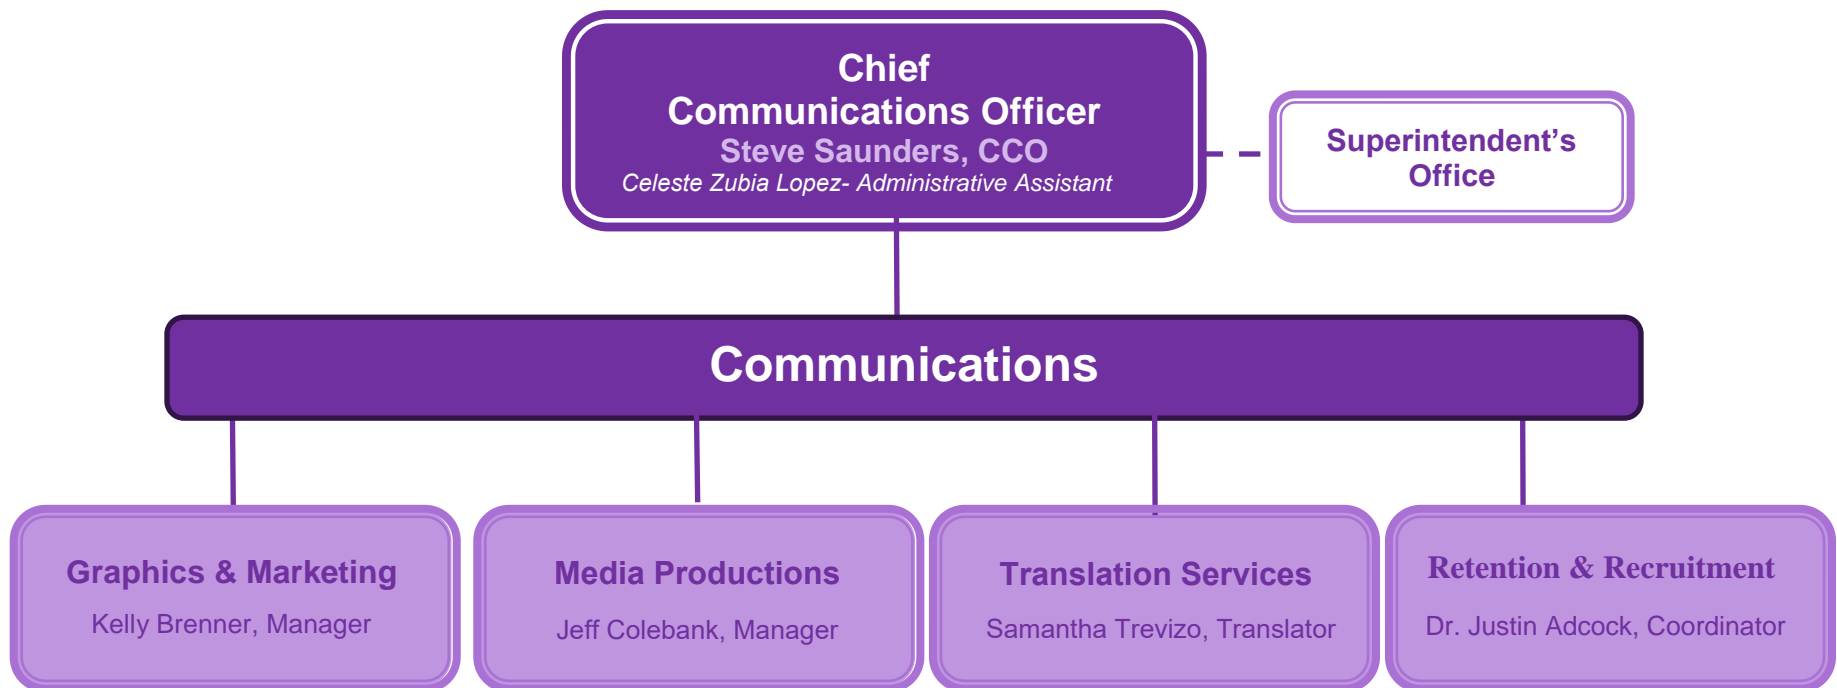 Chief
Communications Officer
Steve Saunders, CCO
Celeste Zubia Lopez- Administrative Assistant
Superintendent’s
Office
Communications
Graphics & Marketing
Kelly Brenner, Manager
Media Productions
Jeff Colebank, Manager
Translation Services
Samantha Trevizo, Translator
Retention & Recruitment
Dr. Justin Adcock, Coordinator